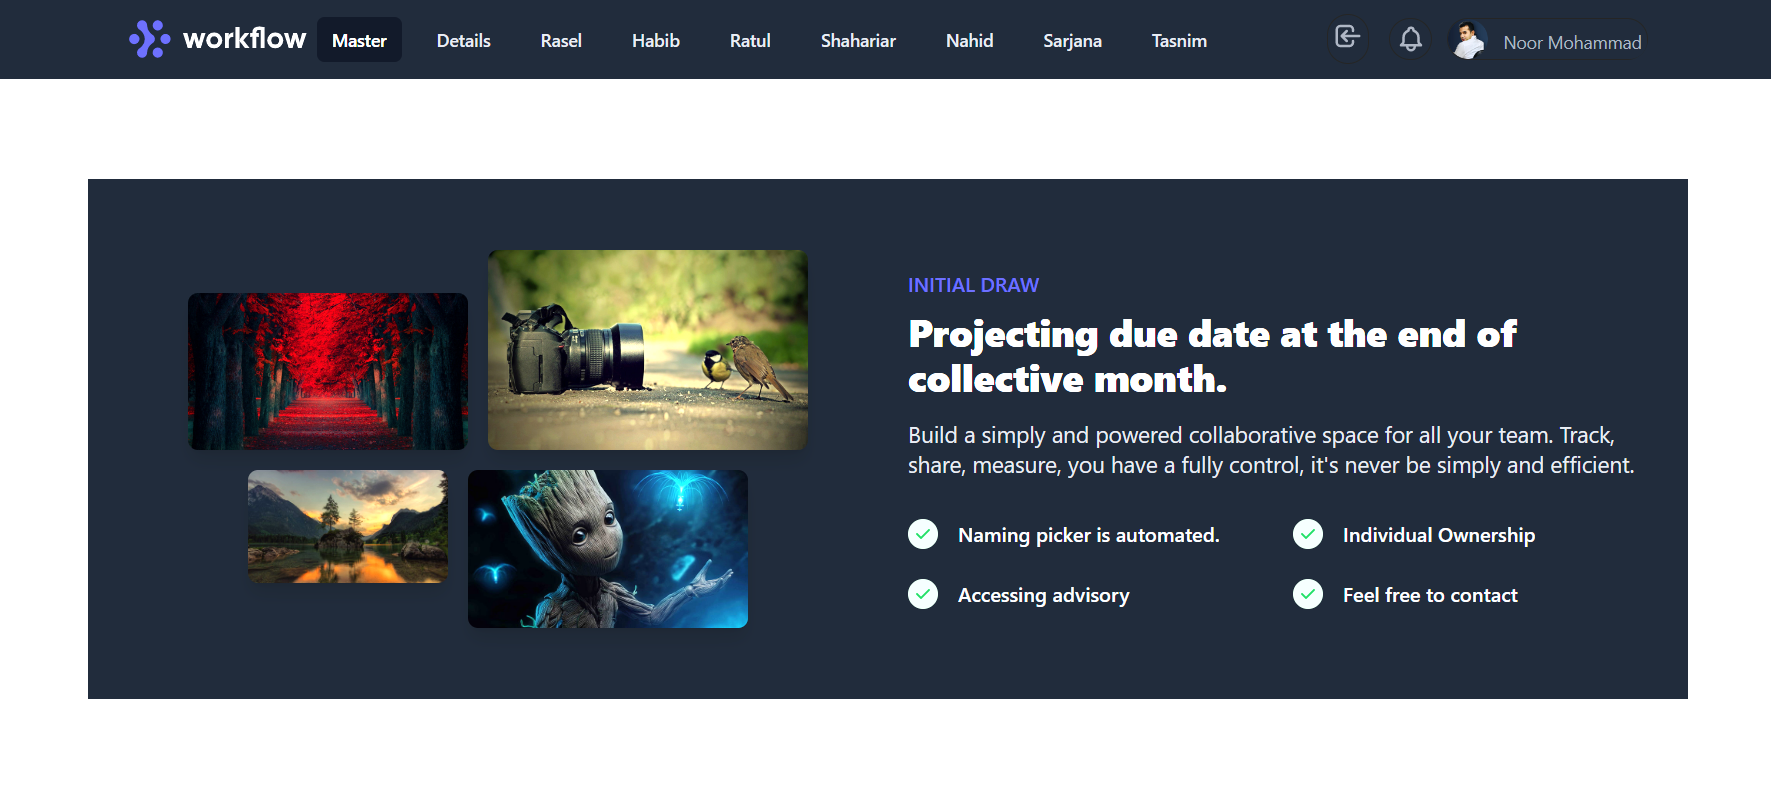 workflow Master Details Rasel Habib Ratul Shahariar Nahid Sarjana Tasnim Noor Mohammad
INITIAL DRAW
Projecting due date at the end of
collective month.
Build a simply and powered collaborative space for all your team. Track,
share, measure, you have a fully control, it's never be simply and efficient.
Naming picker is automated. Individual Ownership
Accessing advisory Feel free to contact